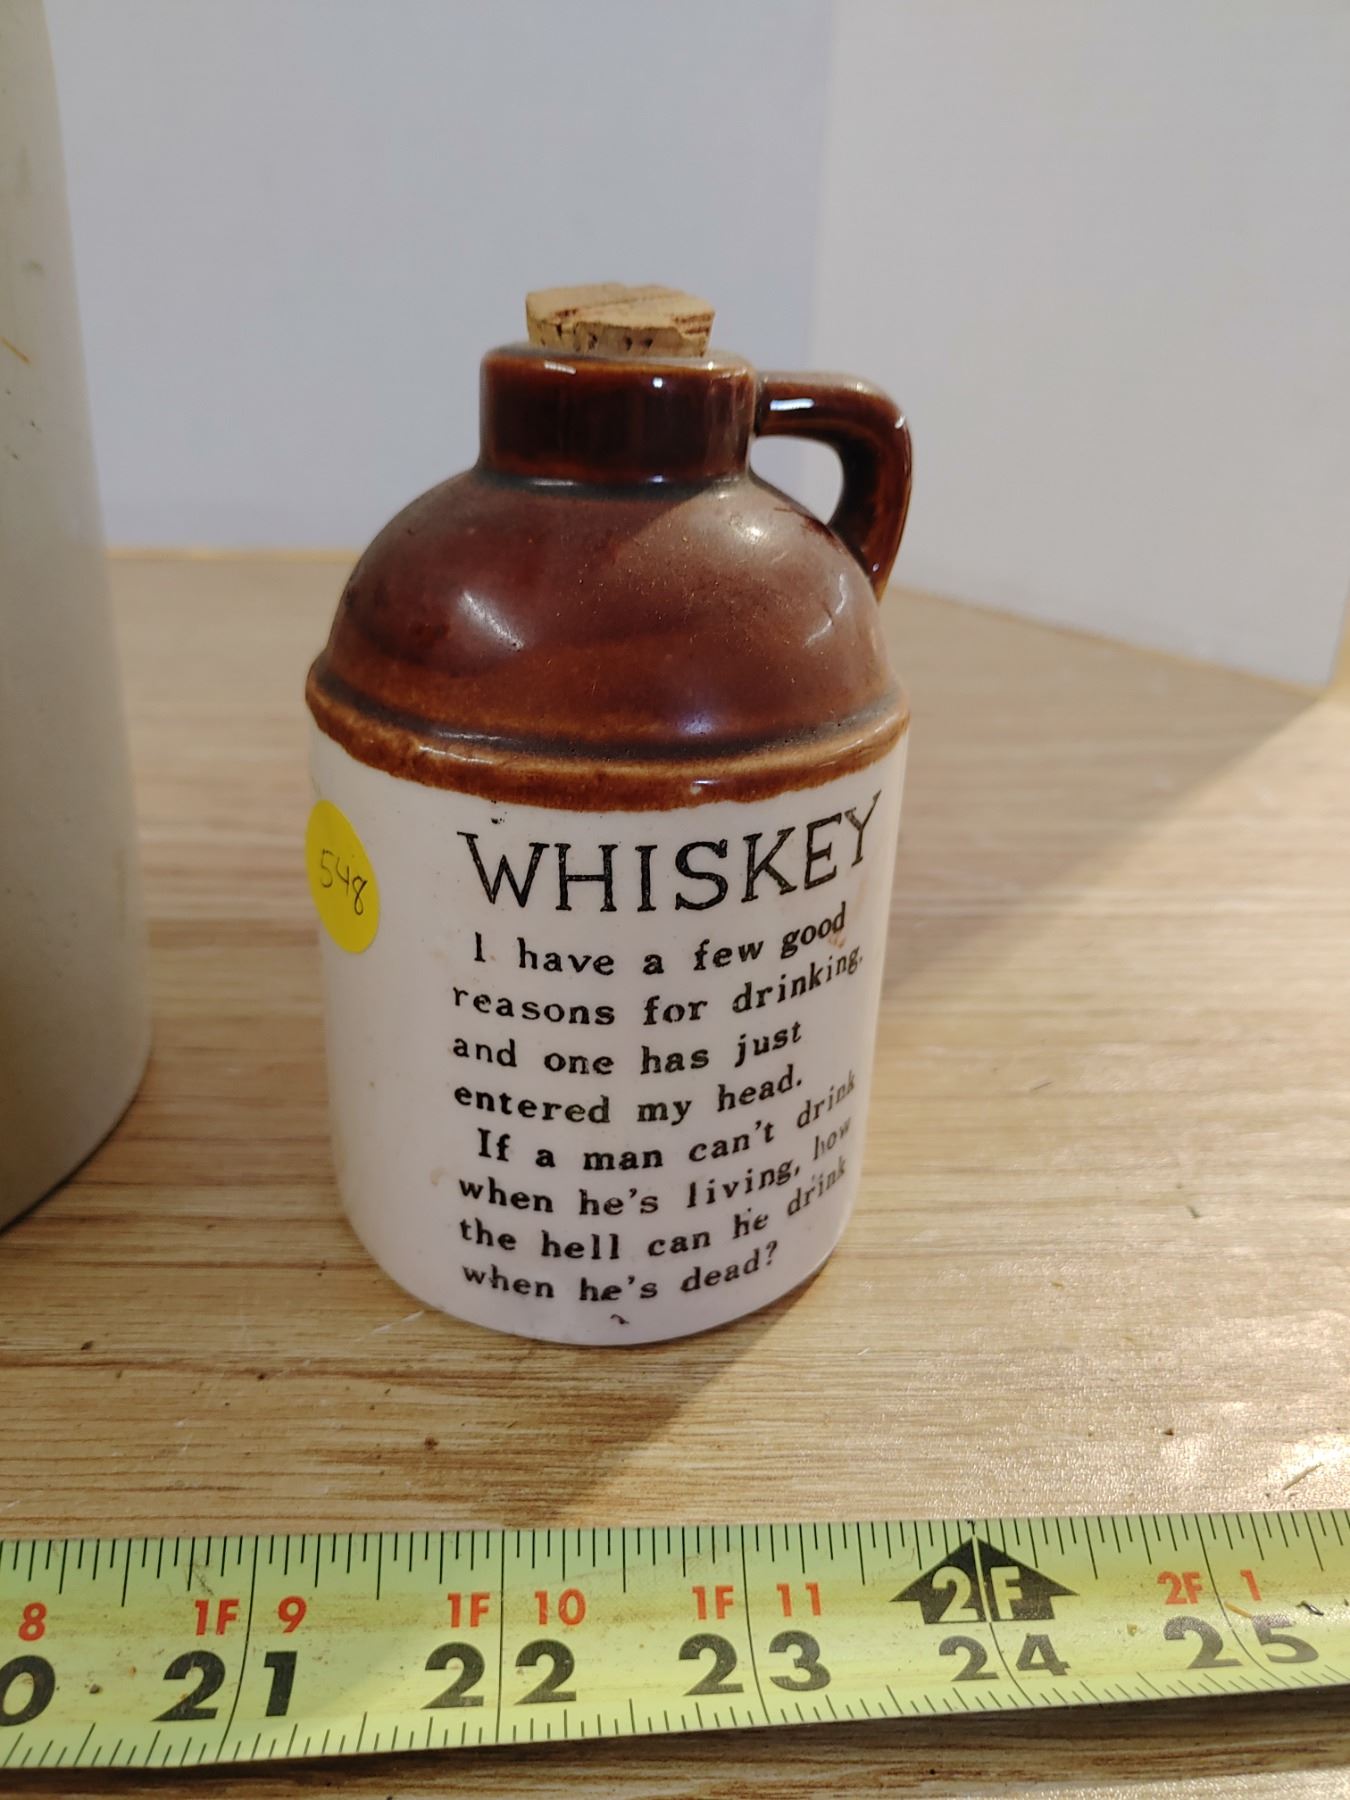 548
WHISKEY
I have a few good
reasons for drinking,
and one has just
entered my head.
If a man can't drink
when he's living, how
the hell can he drink
when he's dead?
8 1F 9 1F 10 1F 11 2F 2F 1
0 21 22 23 24 25